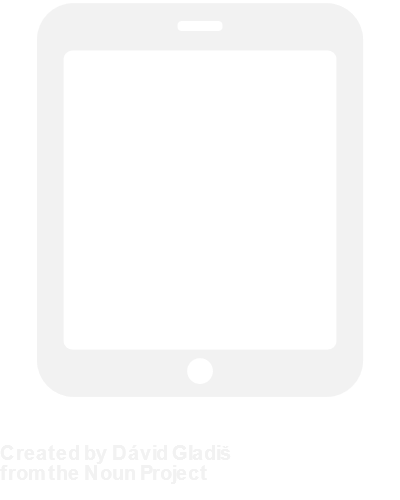 Created by Dávid Gladiš
from the Noun Project